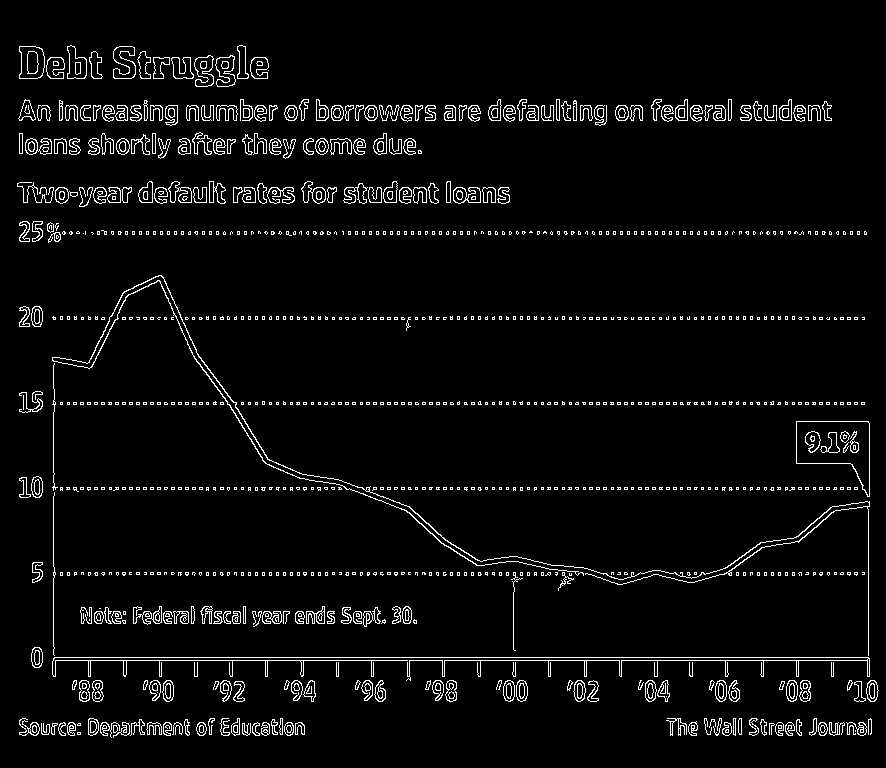 Debt Struggle
An increasing number of borrowers are defaulting on federal student
loans shortly after they come due.
Two-year default rates for student loans
25%
20
15
9.1%
10
5
Note: Federal fiscal year ends Sept. 30.
0
'88 '90 '92 '94 '96 '98 '00 '02 '04 '06 '08 '10
Source: Department of Education The Wall Street Journal